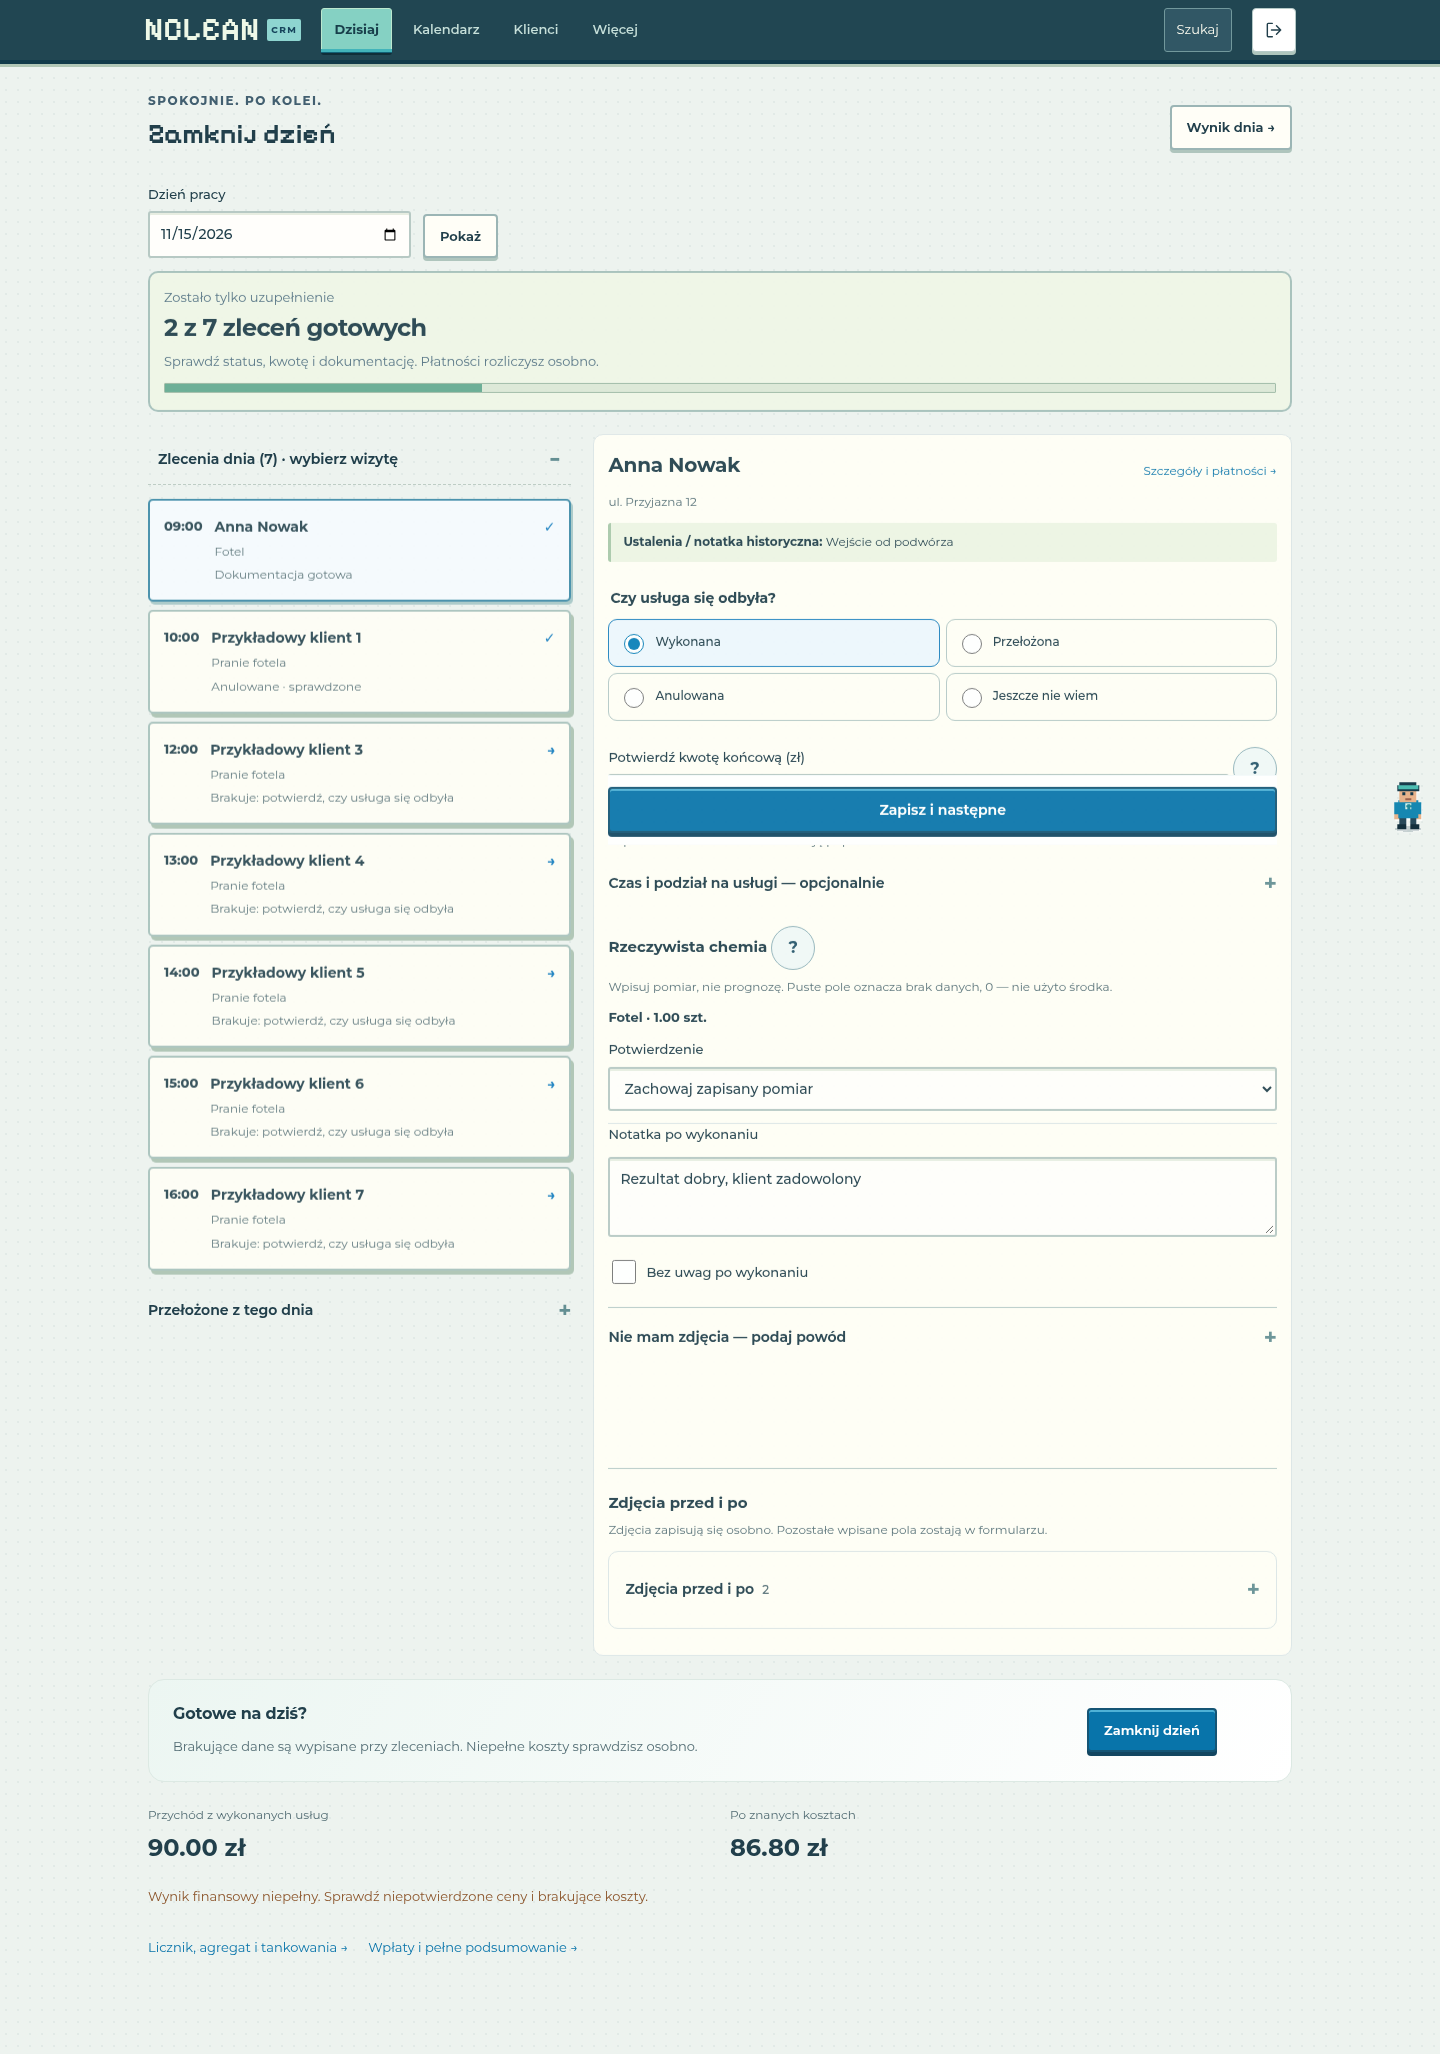 NOLEAN CRM Dzisiaj Kalendarz Klienci Więcej Szukaj
SPOKOJNIE. PO KOLEI.
Zamknij dzień
Wynik dnia →
Dzień pracy
11/15/2026
Pokaż
Zostało tylko uzupełnienie
2 z 7 zleceń gotowych
Sprawdź status, kwotę i dokumentację. Płatności rozliczysz osobno.
Zlecenia dnia (7) · wybierz wizytę −
09:00 Anna Nowak ✓
Fotel
Dokumentacja gotowa
10:00 Przykładowy klient 1 ✓
Pranie fotela
Anulowane · sprawdzone
12:00 Przykładowy klient 3 →
Pranie fotela
Brakuje: potwierdź, czy usługa się odbyła
13:00 Przykładowy klient 4 →
Pranie fotela
Brakuje: potwierdź, czy usługa się odbyła
14:00 Przykładowy klient 5 →
Pranie fotela
Brakuje: potwierdź, czy usługa się odbyła
15:00 Przykładowy klient 6 →
Pranie fotela
Brakuje: potwierdź, czy usługa się odbyła
16:00 Przykładowy klient 7 →
Pranie fotela
Brakuje: potwierdź, czy usługa się odbyła
Przełożone z tego dnia +
Anna Nowak
Szczegóły i płatności →
ul. Przyjazna 12
Ustalenia / notatka historyczna: Wejście od podwórza
Czy usługa się odbyła?
Wykonana
Przełożona
Anulowana
Jeszcze nie wiem
Potwierdź kwotę końcową (zł)
?
Zapisz i następne
Czas i podział na usługi — opcjonalnie +
Rzeczywista chemia ?
Wpisuj pomiar, nie prognozę. Puste pole oznacza brak danych, 0 — nie użyto środka.
Fotel · 1.00 szt.
Potwierdzenie
Zachowaj zapisany pomiar
Notatka po wykonaniu
Rezultat dobry, klient zadowolony
Bez uwag po wykonaniu
Nie mam zdjęcia — podaj powód +
Zdjęcia przed i po
Zdjęcia zapisują się osobno. Pozostałe wpisane pola zostają w formularzu.
Zdjęcia przed i po 2 +
Gotowe na dziś?
Brakujące dane są wypisane przy zleceniach. Niepełne koszty sprawdzisz osobno.
Zamknij dzień
Przychód z wykonanych usług
90.00 zł
Po znanych kosztach
86.80 zł
Wynik finansowy niepełny. Sprawdź niepotwierdzone ceny i brakujące koszty.
Licznik, agregat i tankowania → Wpłaty i pełne podsumowanie →